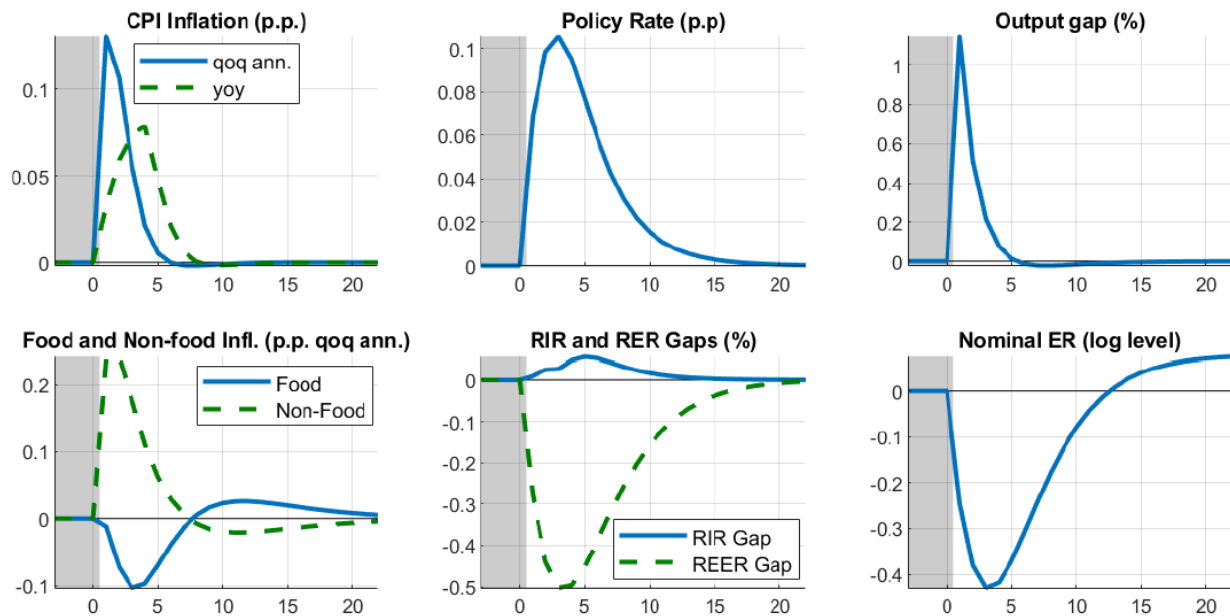 CPI Inflation (p.p.)
qoq ann.
yoy
0.1
0.05
0
0 5 10 15 20
Policy Rate (p.p)
0.1
0.08
0.06
0.04
0.02
0
0 5 10 15 20
Output gap (%)
1
0.8
0.6
0.4
0.2
0
0 5 10 15 20
Food and Non-food Infl. (p.p. qoq ann.)
Food
Non-Food
0.2
0.1
0
-0.1
0 5 10 15 20
RIR and RER Gaps (%)
0
-0.1
-0.2
-0.3
-0.4
-0.5
RIR Gap
REER Gap
0 5 10 15 20
Nominal ER (log level)
0
-0.1
-0.2
-0.3
-0.4
0 5 10 15 20